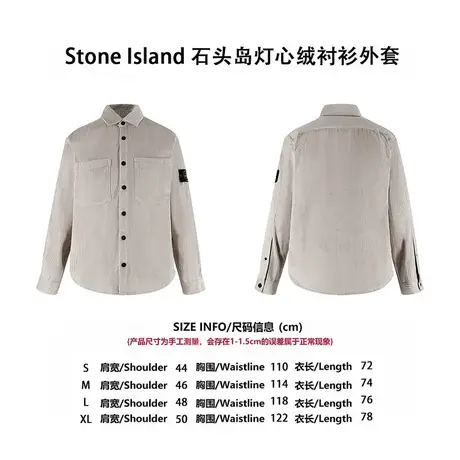 Stone Island 石头岛灯心绒衬衫外套
SIZE INFO/尺码信息 (cm)
(产品尺寸为手工测量，会存在1-1.5cm的误差属于正常现象)
S 肩宽/Shoulder 44 胸围/Waistline 110 衣长/Length 72
M 肩宽/Shoulder 46 胸围/Waistline 114 衣长/Length 74
L 肩宽/Shoulder 48 胸围/Waistline 118 衣长/Length 76
XL 肩宽/Shoulder 50 胸围/Waistline 122 衣长/Length 78